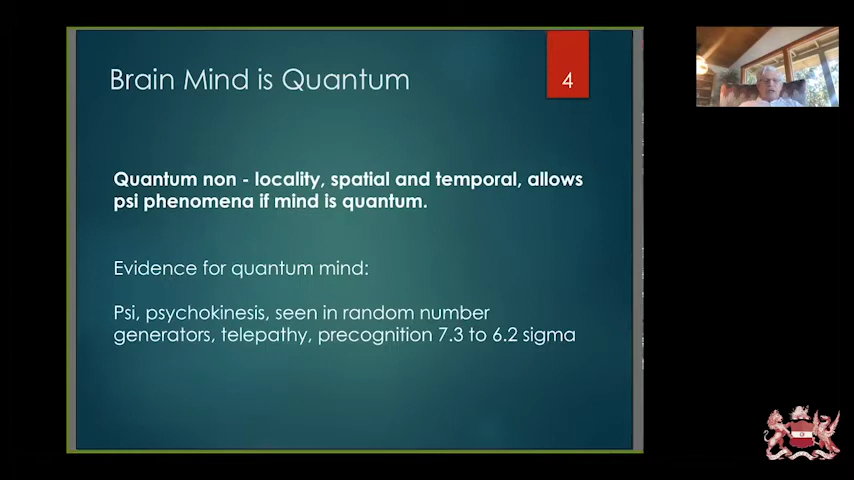 Brain Mind is Quantum
4
Quantum non - locality, spatial and temporal, allows
psi phenomena if mind is quantum.
Evidence for quantum mind:
Psi, psychokinesis, seen in random number
generators, telepathy, precognition 7.3 to 6.2 sigma